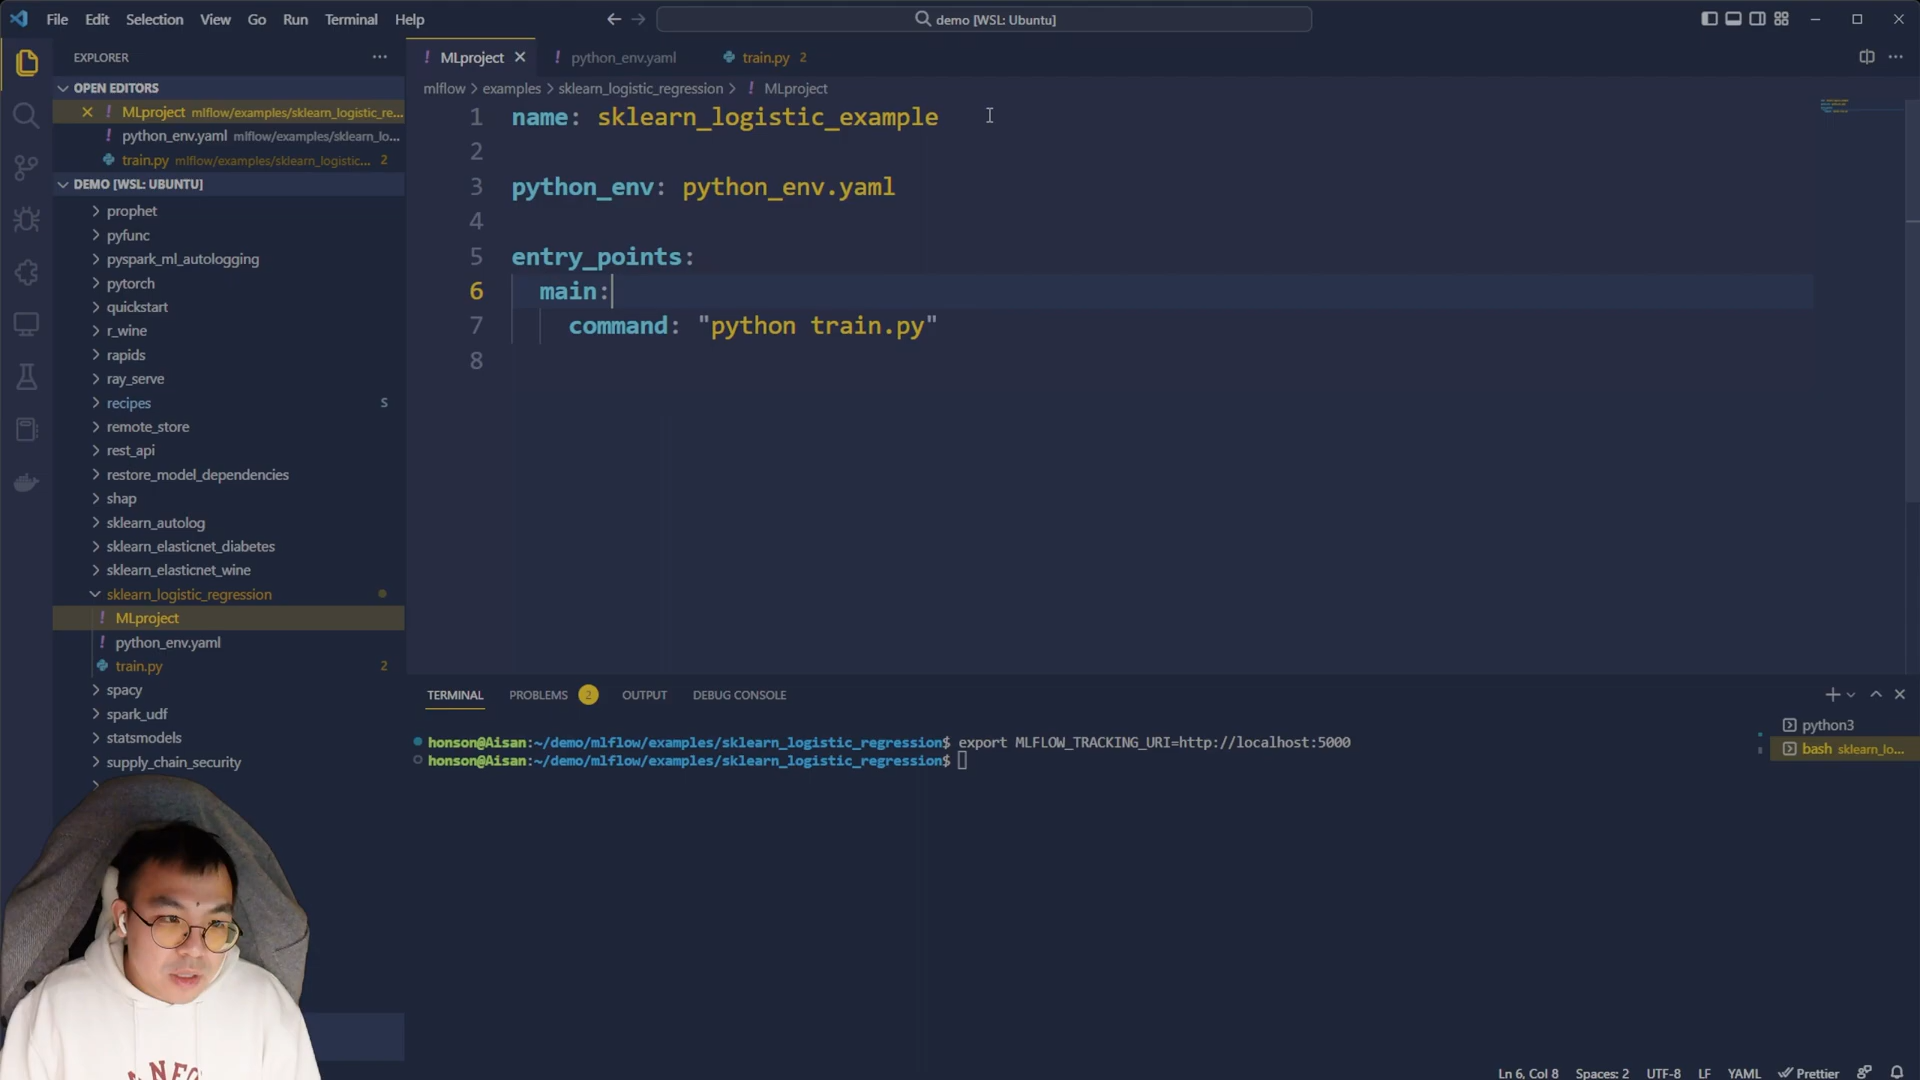 File Edit Selection View Go Run Terminal Help
demo [WSL: Ubuntu]
EXPLORER
OPEN EDITORS
MLproject mlflow/examples/sklearn_logistic_re...
python_env.yaml mlflow/examples/sklearn_lo...
train.py mlflow/examples/sklearn_logistic... 2
DEMO [WSL: UBUNTU]
prophet
pyfunc
pyspark_ml_autologging
pytorch
quickstart
r_wine
rapids
ray_serve
recipes S
remote_store
rest_api
restore_model_dependencies
shap
sklearn_autolog
sklearn_elasticnet_diabetes
sklearn_elasticnet_wine
sklearn_logistic_regression
! MLproject
! python_env.yaml
train.py 2
spacy
spark_udf
statsmodels
supply_chain_security
! MLproject ! python_env.yaml train.py 2
mlflow > examples > sklearn_logistic_regression > ! MLproject
1 name: sklearn_logistic_example
2
3 python_env: python_env.yaml
4
5 entry_points:
6 main:
7 command: "python train.py"
8
TERMINAL PROBLEMS 2 OUTPUT DEBUG CONSOLE
honson@Aisan:~/demo/mlflow/examples/sklearn_logistic_regression$ export MLFLOW_TRACKING_URI=http://localhost:5000
honson@Aisan:~/demo/mlflow/examples/sklearn_logistic_regression$
python3
bash sklearn_lo...
Ln 6, Col 8 Spaces: 2 UTF-8 LF YAML Prettier